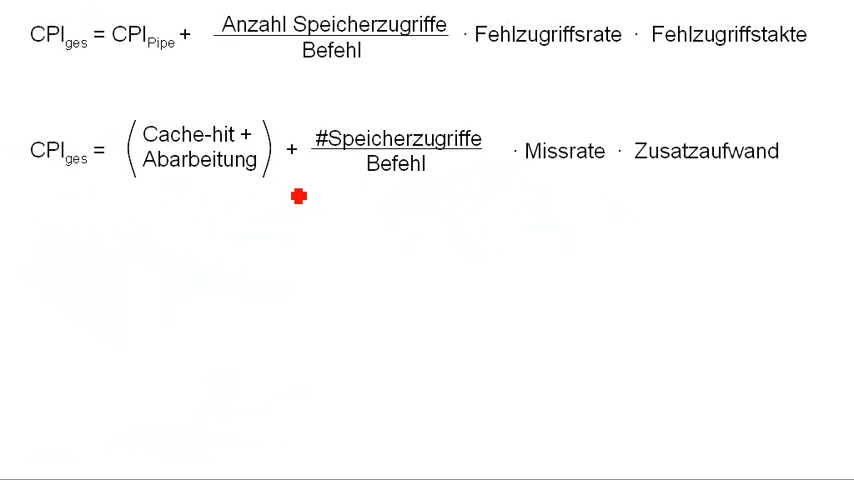 CPIges = CPIPipe + Anzahl Speicherzugriffe / Befehl · Fehlzugriffsrate · Fehlzugriffstakte
CPIges = ( Cache-hit + Abarbeitung ) + #Speicherzugriffe / Befehl · Missrate · Zusatzaufwand